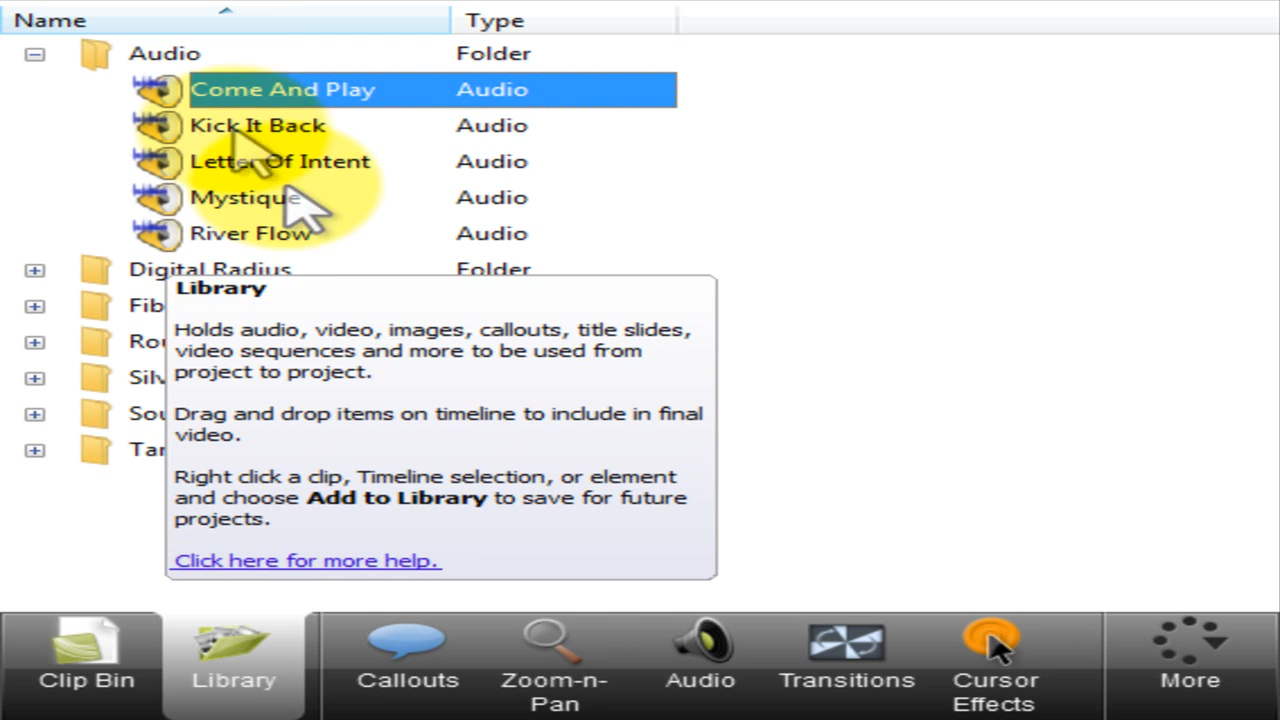 Name Type
Audio Folder
Come And Play Audio
Kick It Back Audio
Letter Of Intent Audio
Mystique Audio
River Flow Audio
Digital Radius Folder
Library
Holds audio, video, images, callouts, title slides,
video sequences and more to be used from
project to project.
Drag and drop items on timeline to include in final
video.
Right click a clip, Timeline selection, or element
and choose Add to Library to save for future
projects.
Click here for more help.
Clip Bin Library Callouts Zoom-n- Audio Transitions Cursor More
Pan Effects